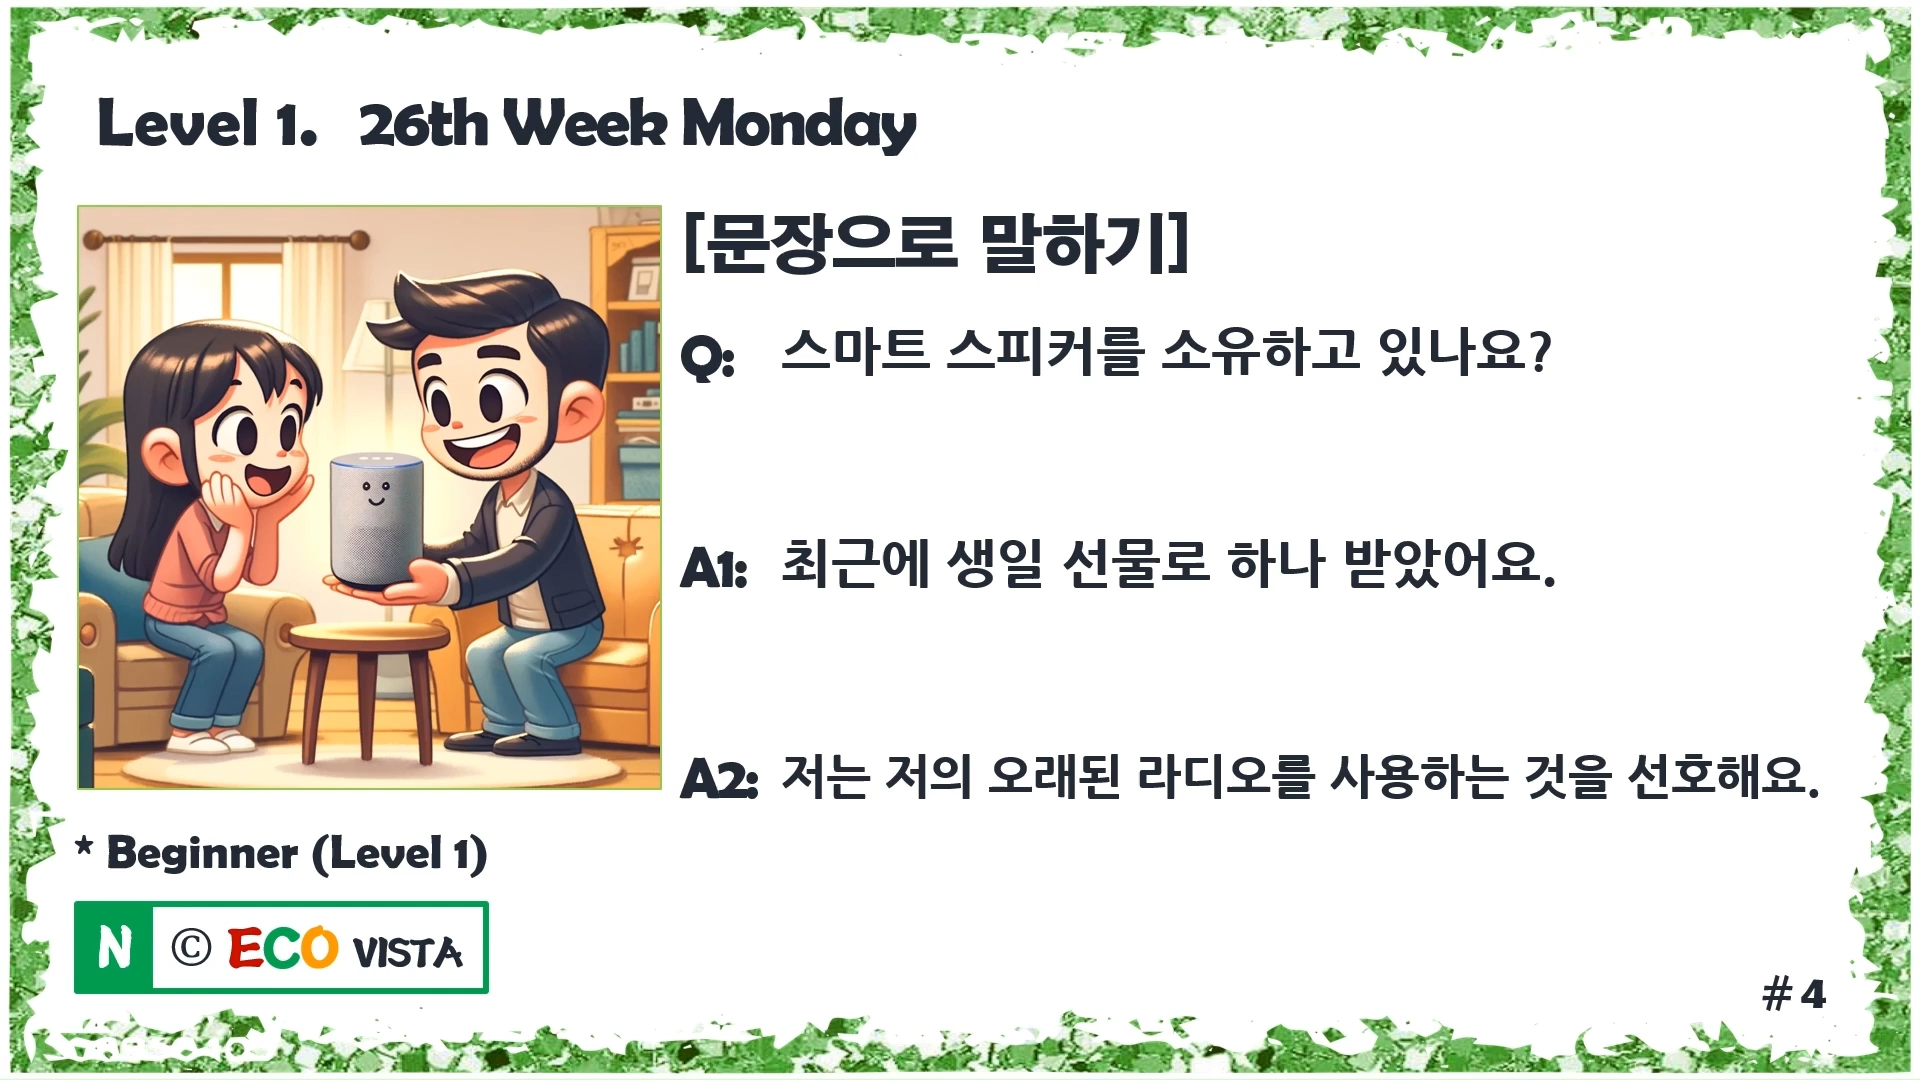 Level 1. 26th Week Monday
[문장으로 말하기]
Q: 스마트 스피커를 소유하고 있나요?
A1: 최근에 생일 선물로 하나 받았어요.
A2: 저는 저의 오래된 라디오를 사용하는 것을 선호해요.
* Beginner (Level 1)
N © ECO VISTA
#4